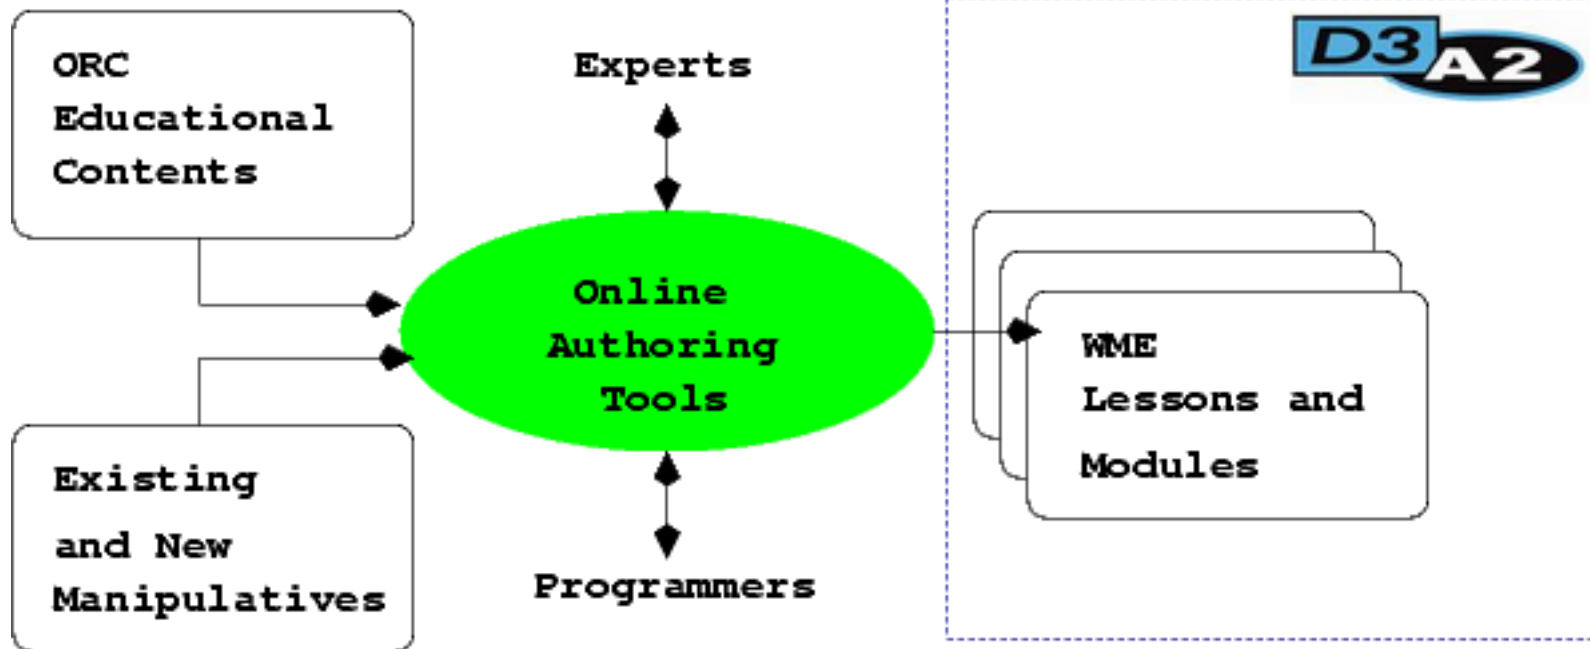 ORC
Educational
Contents
Experts
D3
A2
Online
Authoring
Tools
WME
Lessons and
Modules
Existing
and New
Manipulatives
Programmers